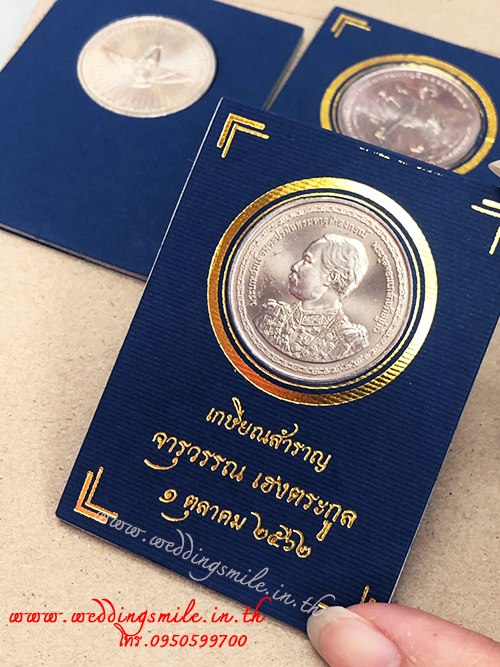 เกษียณสำราญ
จารุวรรณ เฮงตระกูล
๑ ตุลาคม ๒๕๖๒
www.weddingsmile.in.th
www.weddingsmile.in.th
โทร.0950599700